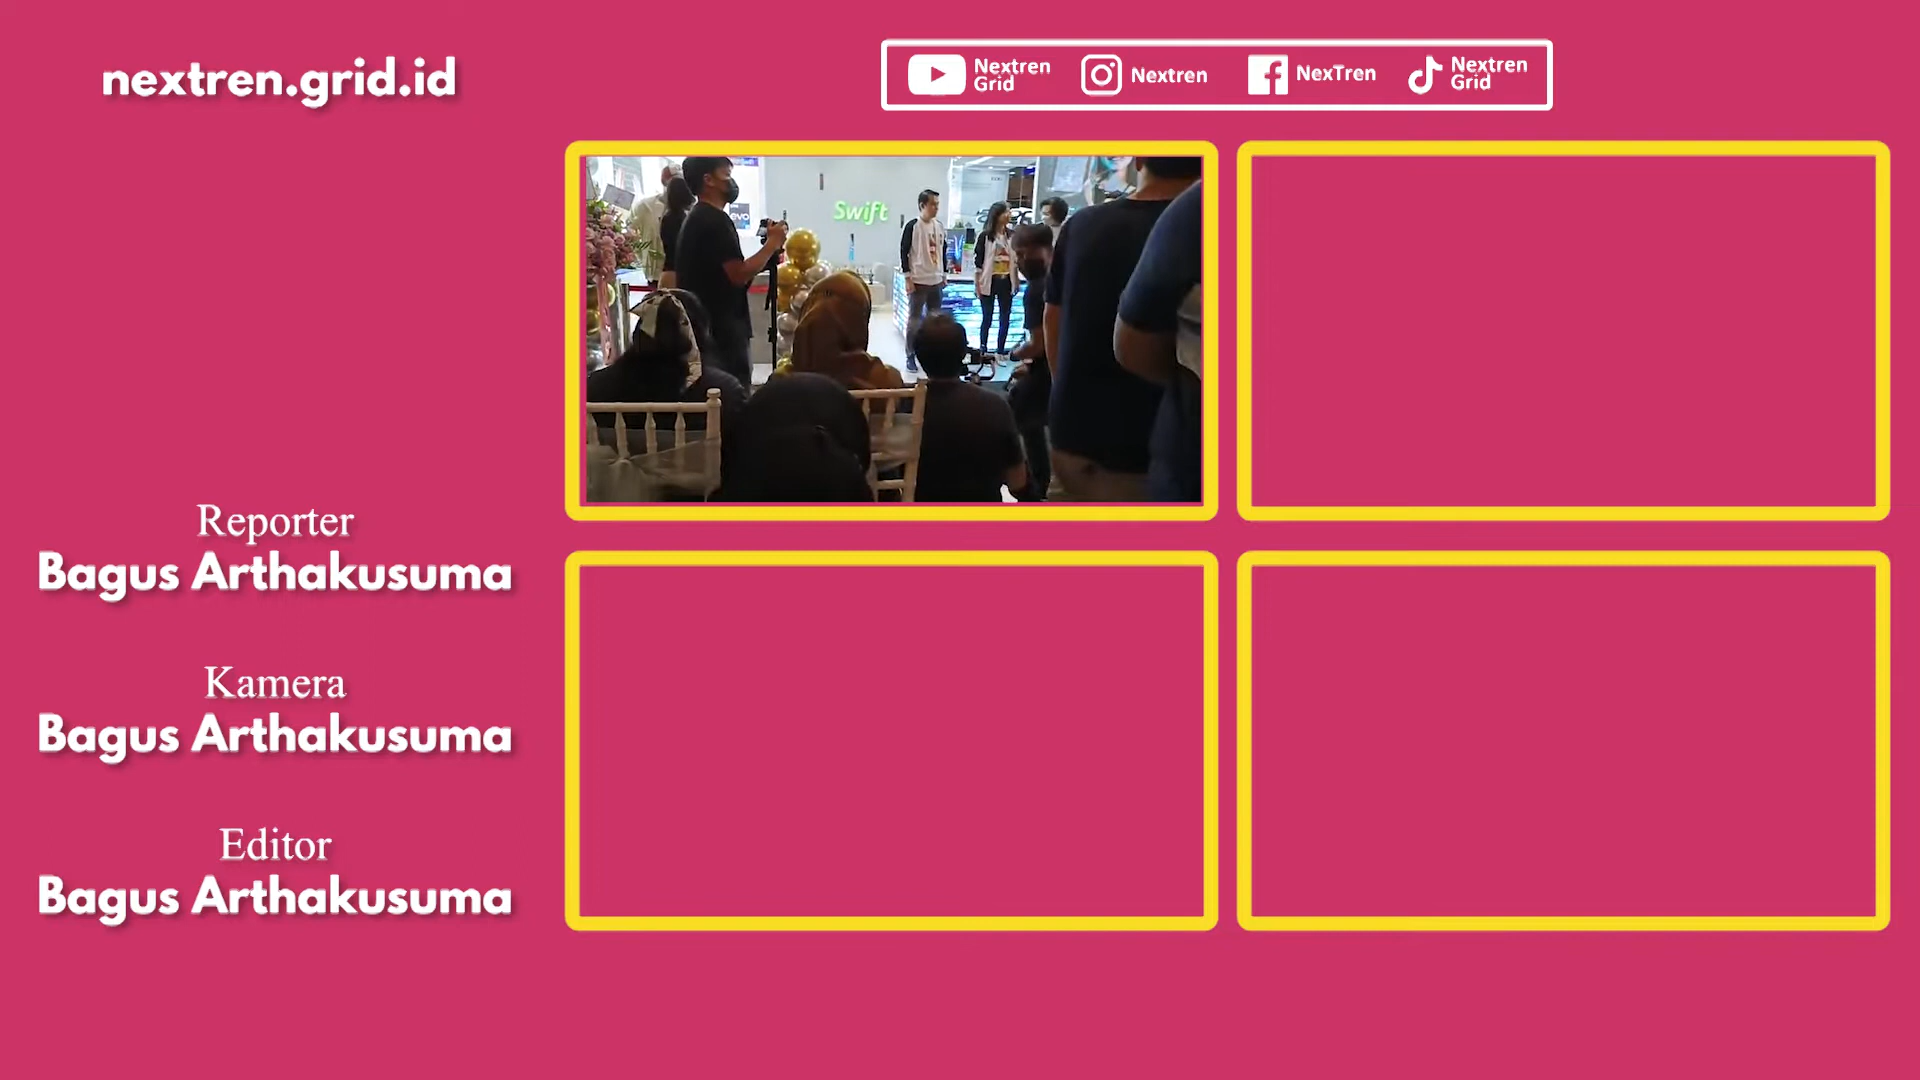 nextren.grid.id
Nextren
Grid
Nextren
NexTren
Nextren
Grid
Swift
evo
Reporter
Bagus Arthakusuma
Kamera
Bagus Arthakusuma
Editor
Bagus Arthakusuma